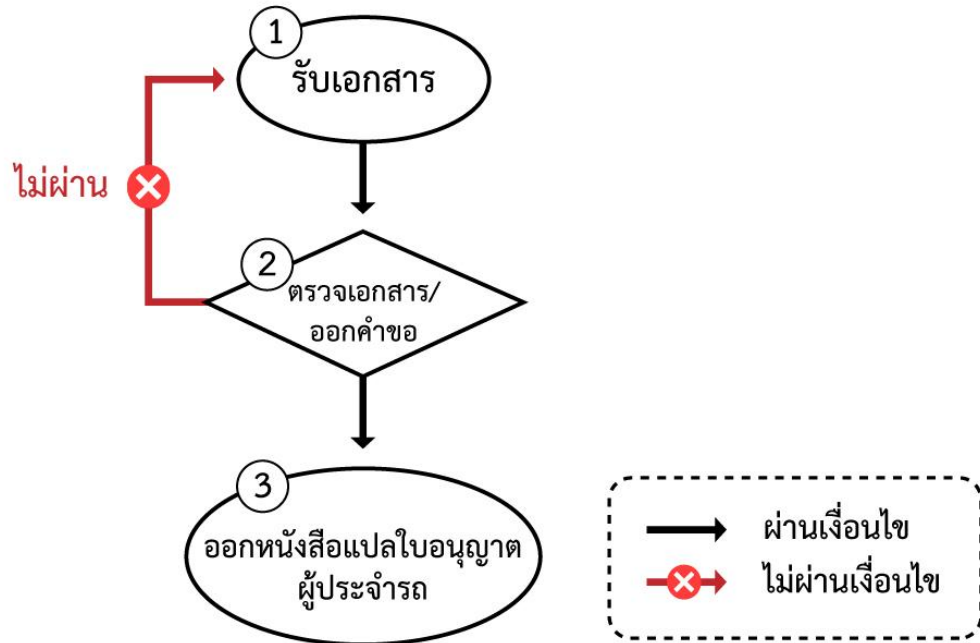 1
รับเอกสาร
ไม่ผ่าน
2
ตรวจเอกสาร/
ออกคำขอ
3
ออกหนังสือแปลใบอนุญาต
ผู้ประจำรถ
ผ่านเงื่อนไข
ไม่ผ่านเงื่อนไข